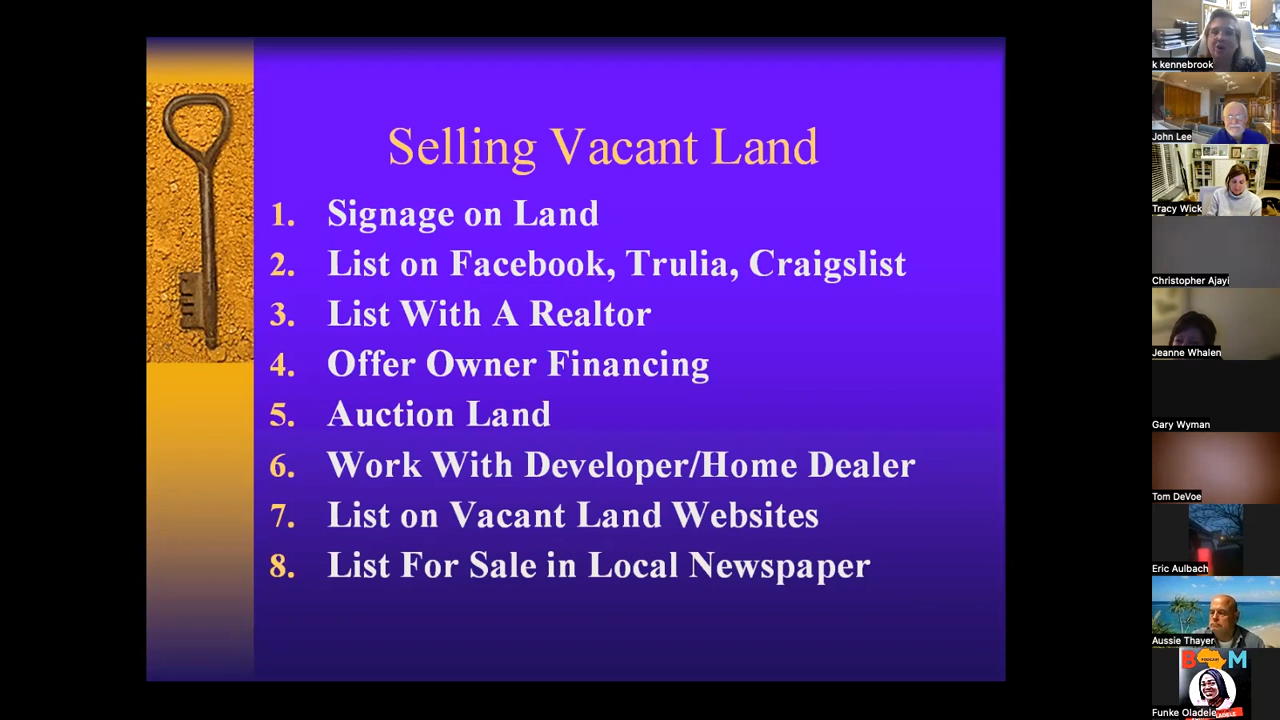 Selling Vacant Land
1. Signage on Land
2. List on Facebook, Trulia, Craigslist
3. List With A Realtor
4. Offer Owner Financing
5. Auction Land
6. Work With Developer/Home Dealer
7. List on Vacant Land Websites
8. List For Sale in Local Newspaper
k kennebrook
John Lee
Tracy Wick
Christopher Ajayi
Jeanne Whalen
Gary Wyman
Tom DeVoe
Eric Aulbach
Aussie Thayer
PODCAST
Funke Oladele